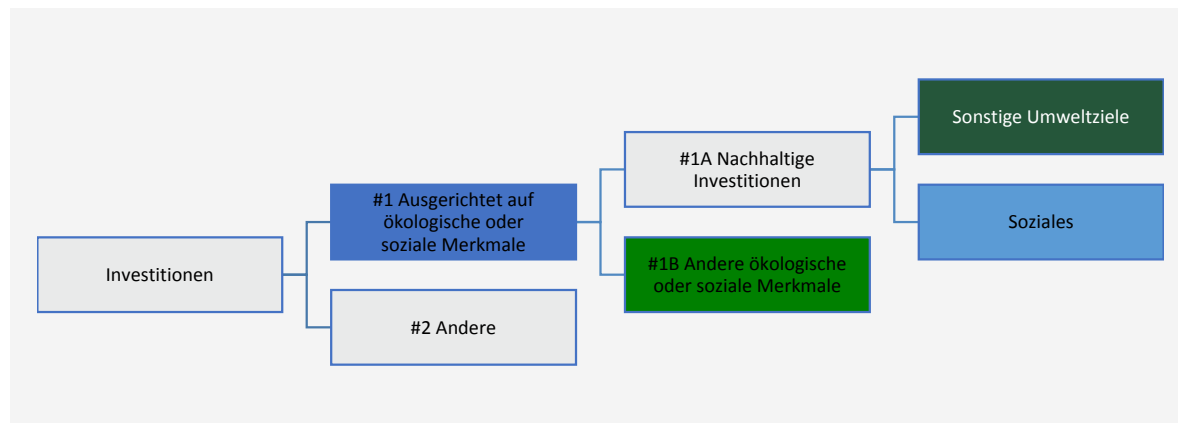 Investitionen
#1 Ausgerichtet auf
ökologische oder
soziale Merkmale
#2 Andere
#1A Nachhaltige
Investitionen
#1B Andere ökologische
oder soziale Merkmale
Sonstige Umweltziele
Soziales